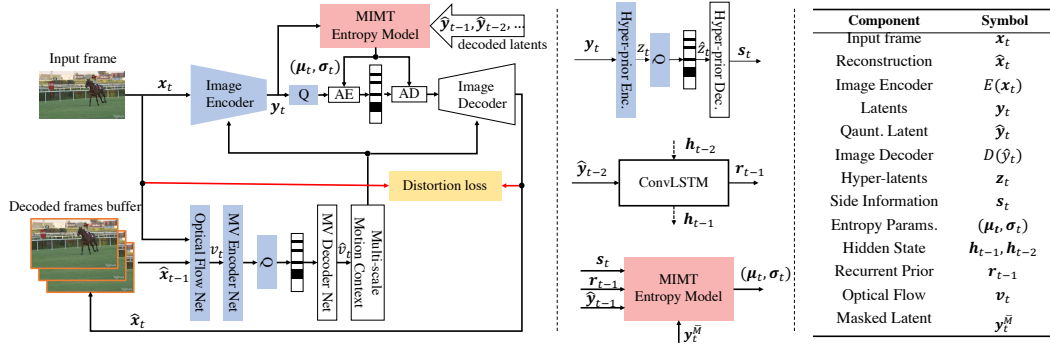 MIMT
Entropy Model
ŷ_{t−1}, ŷ_{t−2}, ...
decoded latents
Input frame
x_t
Image
Encoder
y_t
(μ_t, σ_t)
Q
AE
AD
Image
Decoder
Distortion loss
Decoded frames buffer
x̂_{t−1}
x̂_t
Optical Flow Net
v_t
MV Encoder Net
Q
MV Decoder Net
v̂_t
Multi-scale
Motion Context
y_t
Hyper-prior Enc.
z_t
Q
ẑ_t
Hyper-prior Dec.
s_t
h_{t−2}
ŷ_{t−2}
ConvLSTM
r_{t−1}
h_{t−1}
s_t
r_{t−1}
ŷ_{t−1}
MIMT
Entropy Model
(μ_t, σ_t)
y_t^{M̄}
Component Symbol
Input frame x_t
Reconstruction x̂_t
Image Encoder E(x_t)
Latents y_t
Qaunt. Latent ŷ_t
Image Decoder D(ŷ_t)
Hyper-latents z_t
Side Information s_t
Entropy Params. (μ_t, σ_t)
Hidden State h_{t−1}, h_{t−2}
Recurrent Prior r_{t−1}
Optical Flow v_t
Masked Latent y_t^{M̄}